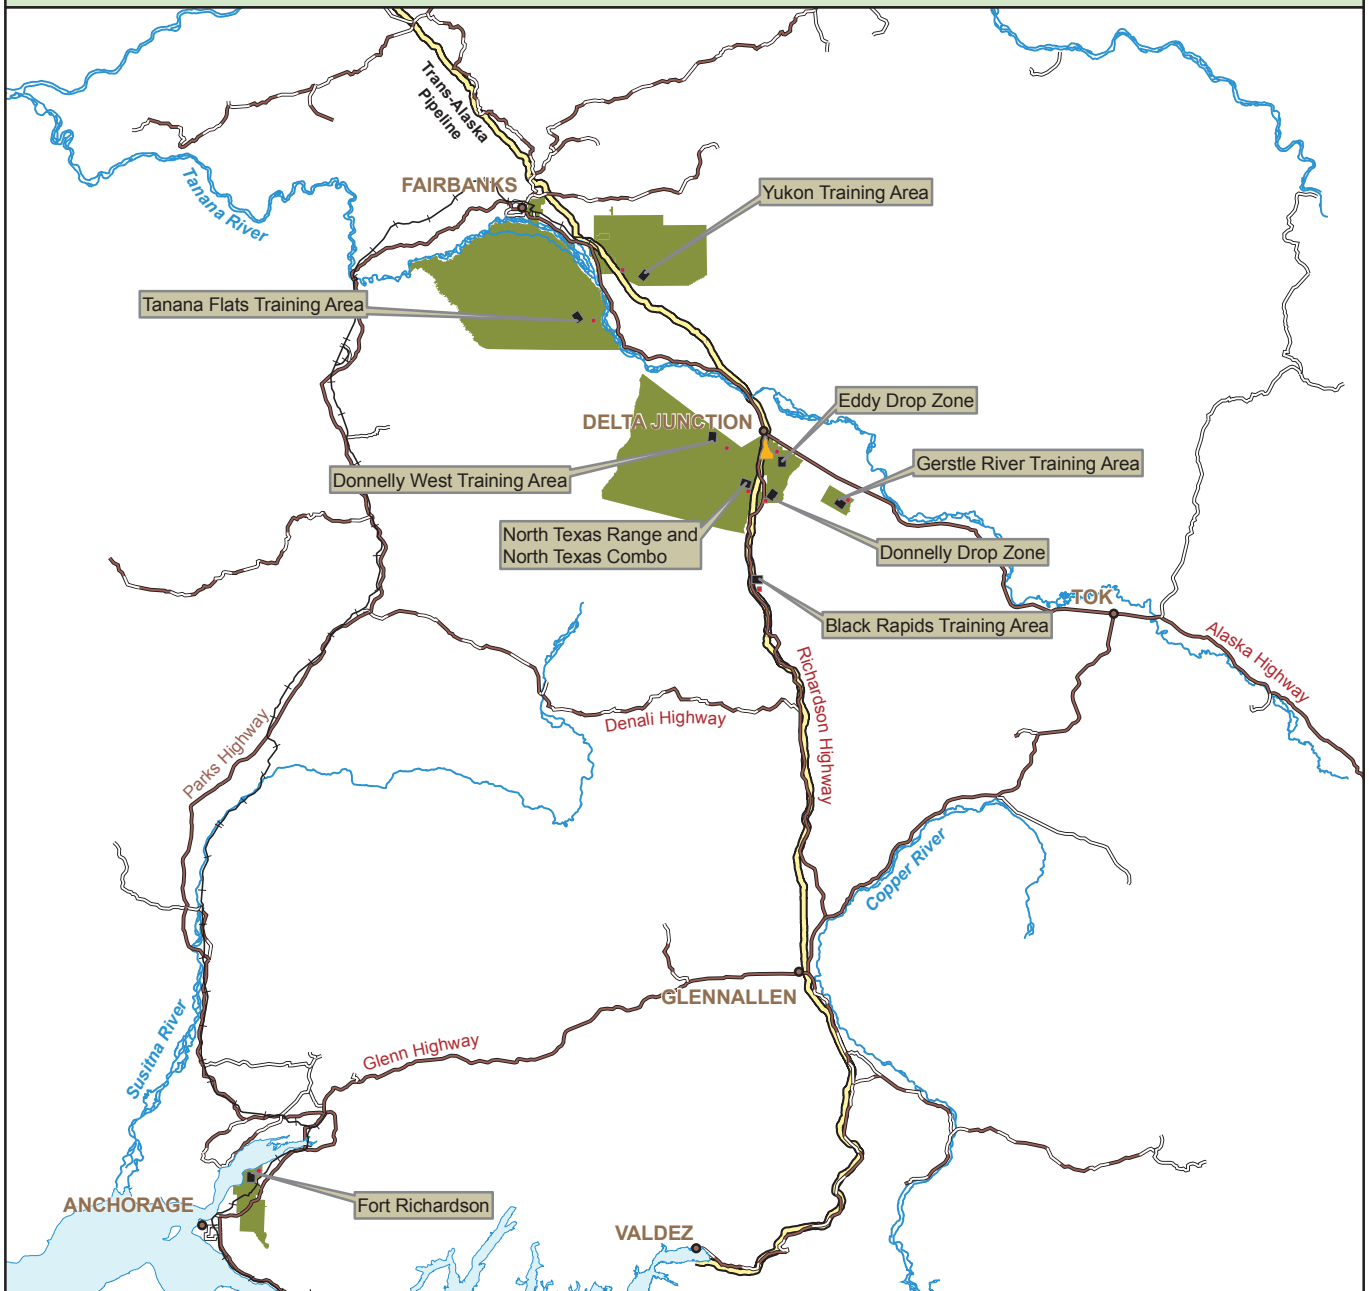 Trans-Alaska
Pipeline
FAIRBANKS
Yukon Training Area
Tanana River
Tanana Flats Training Area
Eddy Drop Zone
DELTA JUNCTION
Gerstle River Training Area
Donnelly West Training Area
North Texas Range and
North Texas Combo
Donnelly Drop Zone
TOK
Black Rapids Training Area
Alaska Highway
Richardson Highway
Denali Highway
Parks Highway
Copper River
GLENNALLEN
Susitna River
Glenn Highway
ANCHORAGE
Fort Richardson
VALDEZ